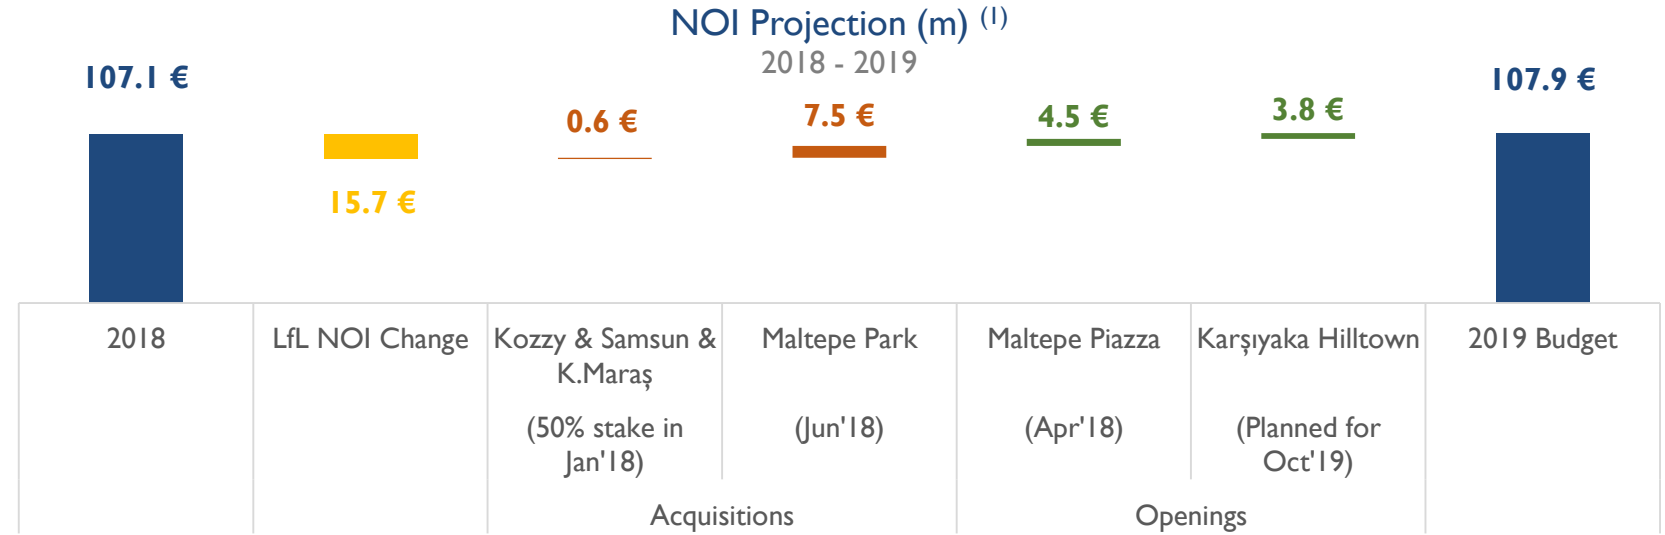 NOI Projection (m) (1)
2018 - 2019
107.1 €
15.7 €
0.6 €
7.5 €
4.5 €
3.8 €
107.9 €
2018
LfL NOI Change
Kozzy & Samsun &
K.Maraş
(50% stake in
Jan'18)
Maltepe Park
(Jun'18)
Maltepe Piazza
(Apr'18)
Karşıyaka Hilltown
(Planned for
Oct'19)
2019 Budget
Acquisitions
Openings